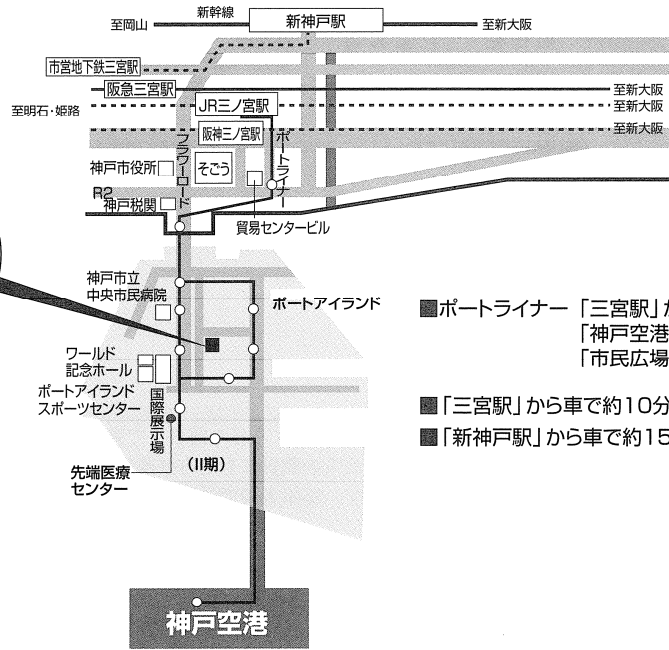 新幹線
新神戸駅
至岡山
至新大阪
市営地下鉄三宮駅
阪急三宮駅
至新大阪
JR三ノ宮駅
至新大阪
至明石・姫路
阪神三ノ宮駅
至新大阪
フラワーロード
ポートライナー
神戸市役所
そごう
R2
神戸税関
貿易センタービル
神戸市立
中央市民病院
ポートアイランド
ワールド
記念ホール
ポートアイランド
スポーツセンター
国際展示場
(II期)
先端医療
センター
神戸空港
■ポートライナー 「三宮駅」
「神戸空港
「市民広場
■「三宮駅」から車で約10分
■「新神戸駅」から車で約15